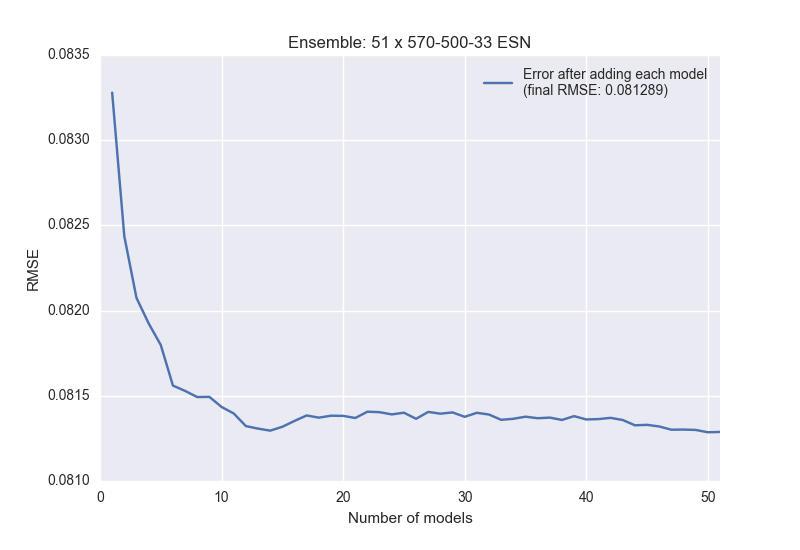 Ensemble: 51 x 570-500-33 ESN
0.0835
Error after adding each model
(final RMSE: 0.081289)
0.0830
0.0825
RMSE
0.0820
0.0815
0.0810
0 10 20 30 40 50
Number of models